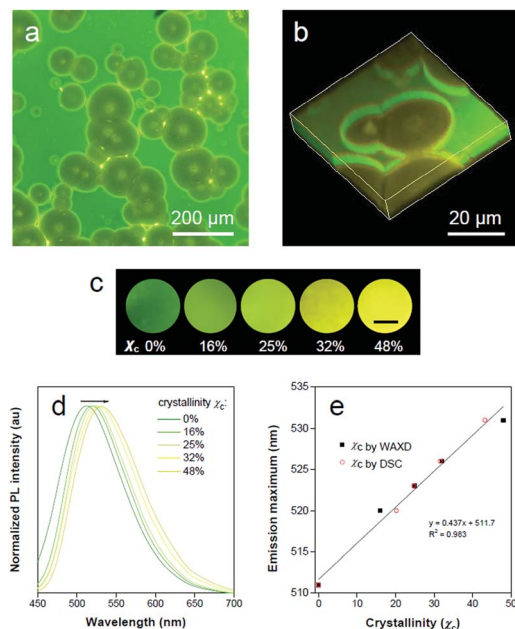 a
200 μm
b
20 μm
c
χc 0% 16% 25% 32% 48%
d
crystallinity χc:
0%
16%
25%
32%
48%
Normalized PL intensity (au)
450 500 550 600 650 700
Wavelength (nm)
e
535
530
525
520
515
510
χc by WAXD
χc by DSC
y = 0.437x + 511.7
R² = 0.983
Emission maximum (nm)
0 10 20 30 40 50
Crystallinity (χc)